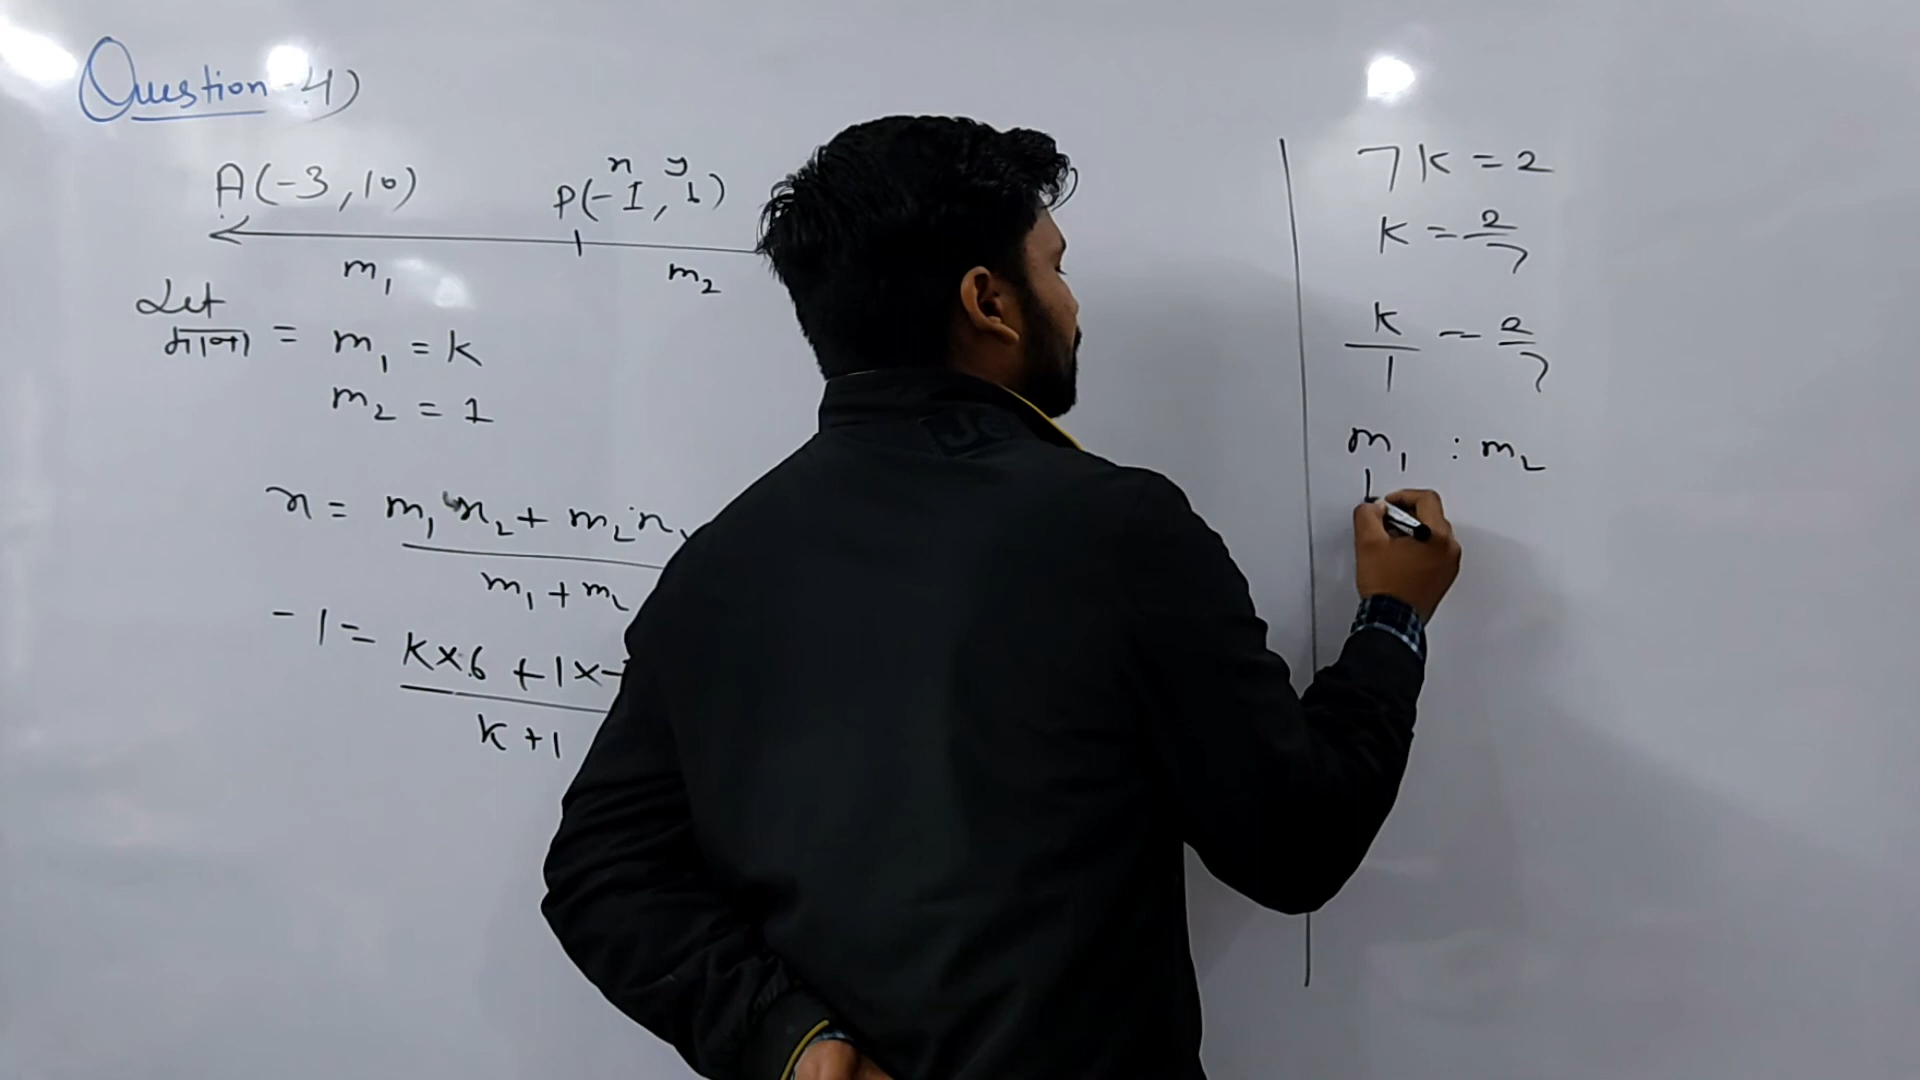 Question-4)
A(-3,10)
x y
P(-1,6)
)
m₁ m₂
Let
माना = m₁ = k
m₂ = 1
x = m₁x₂ + m₂x₁
m₁ + m₂
-1 = k×6 + 1×-
k+1
7k = 2
k = 2/7
k/1 = 2/7
m₁ : m₂